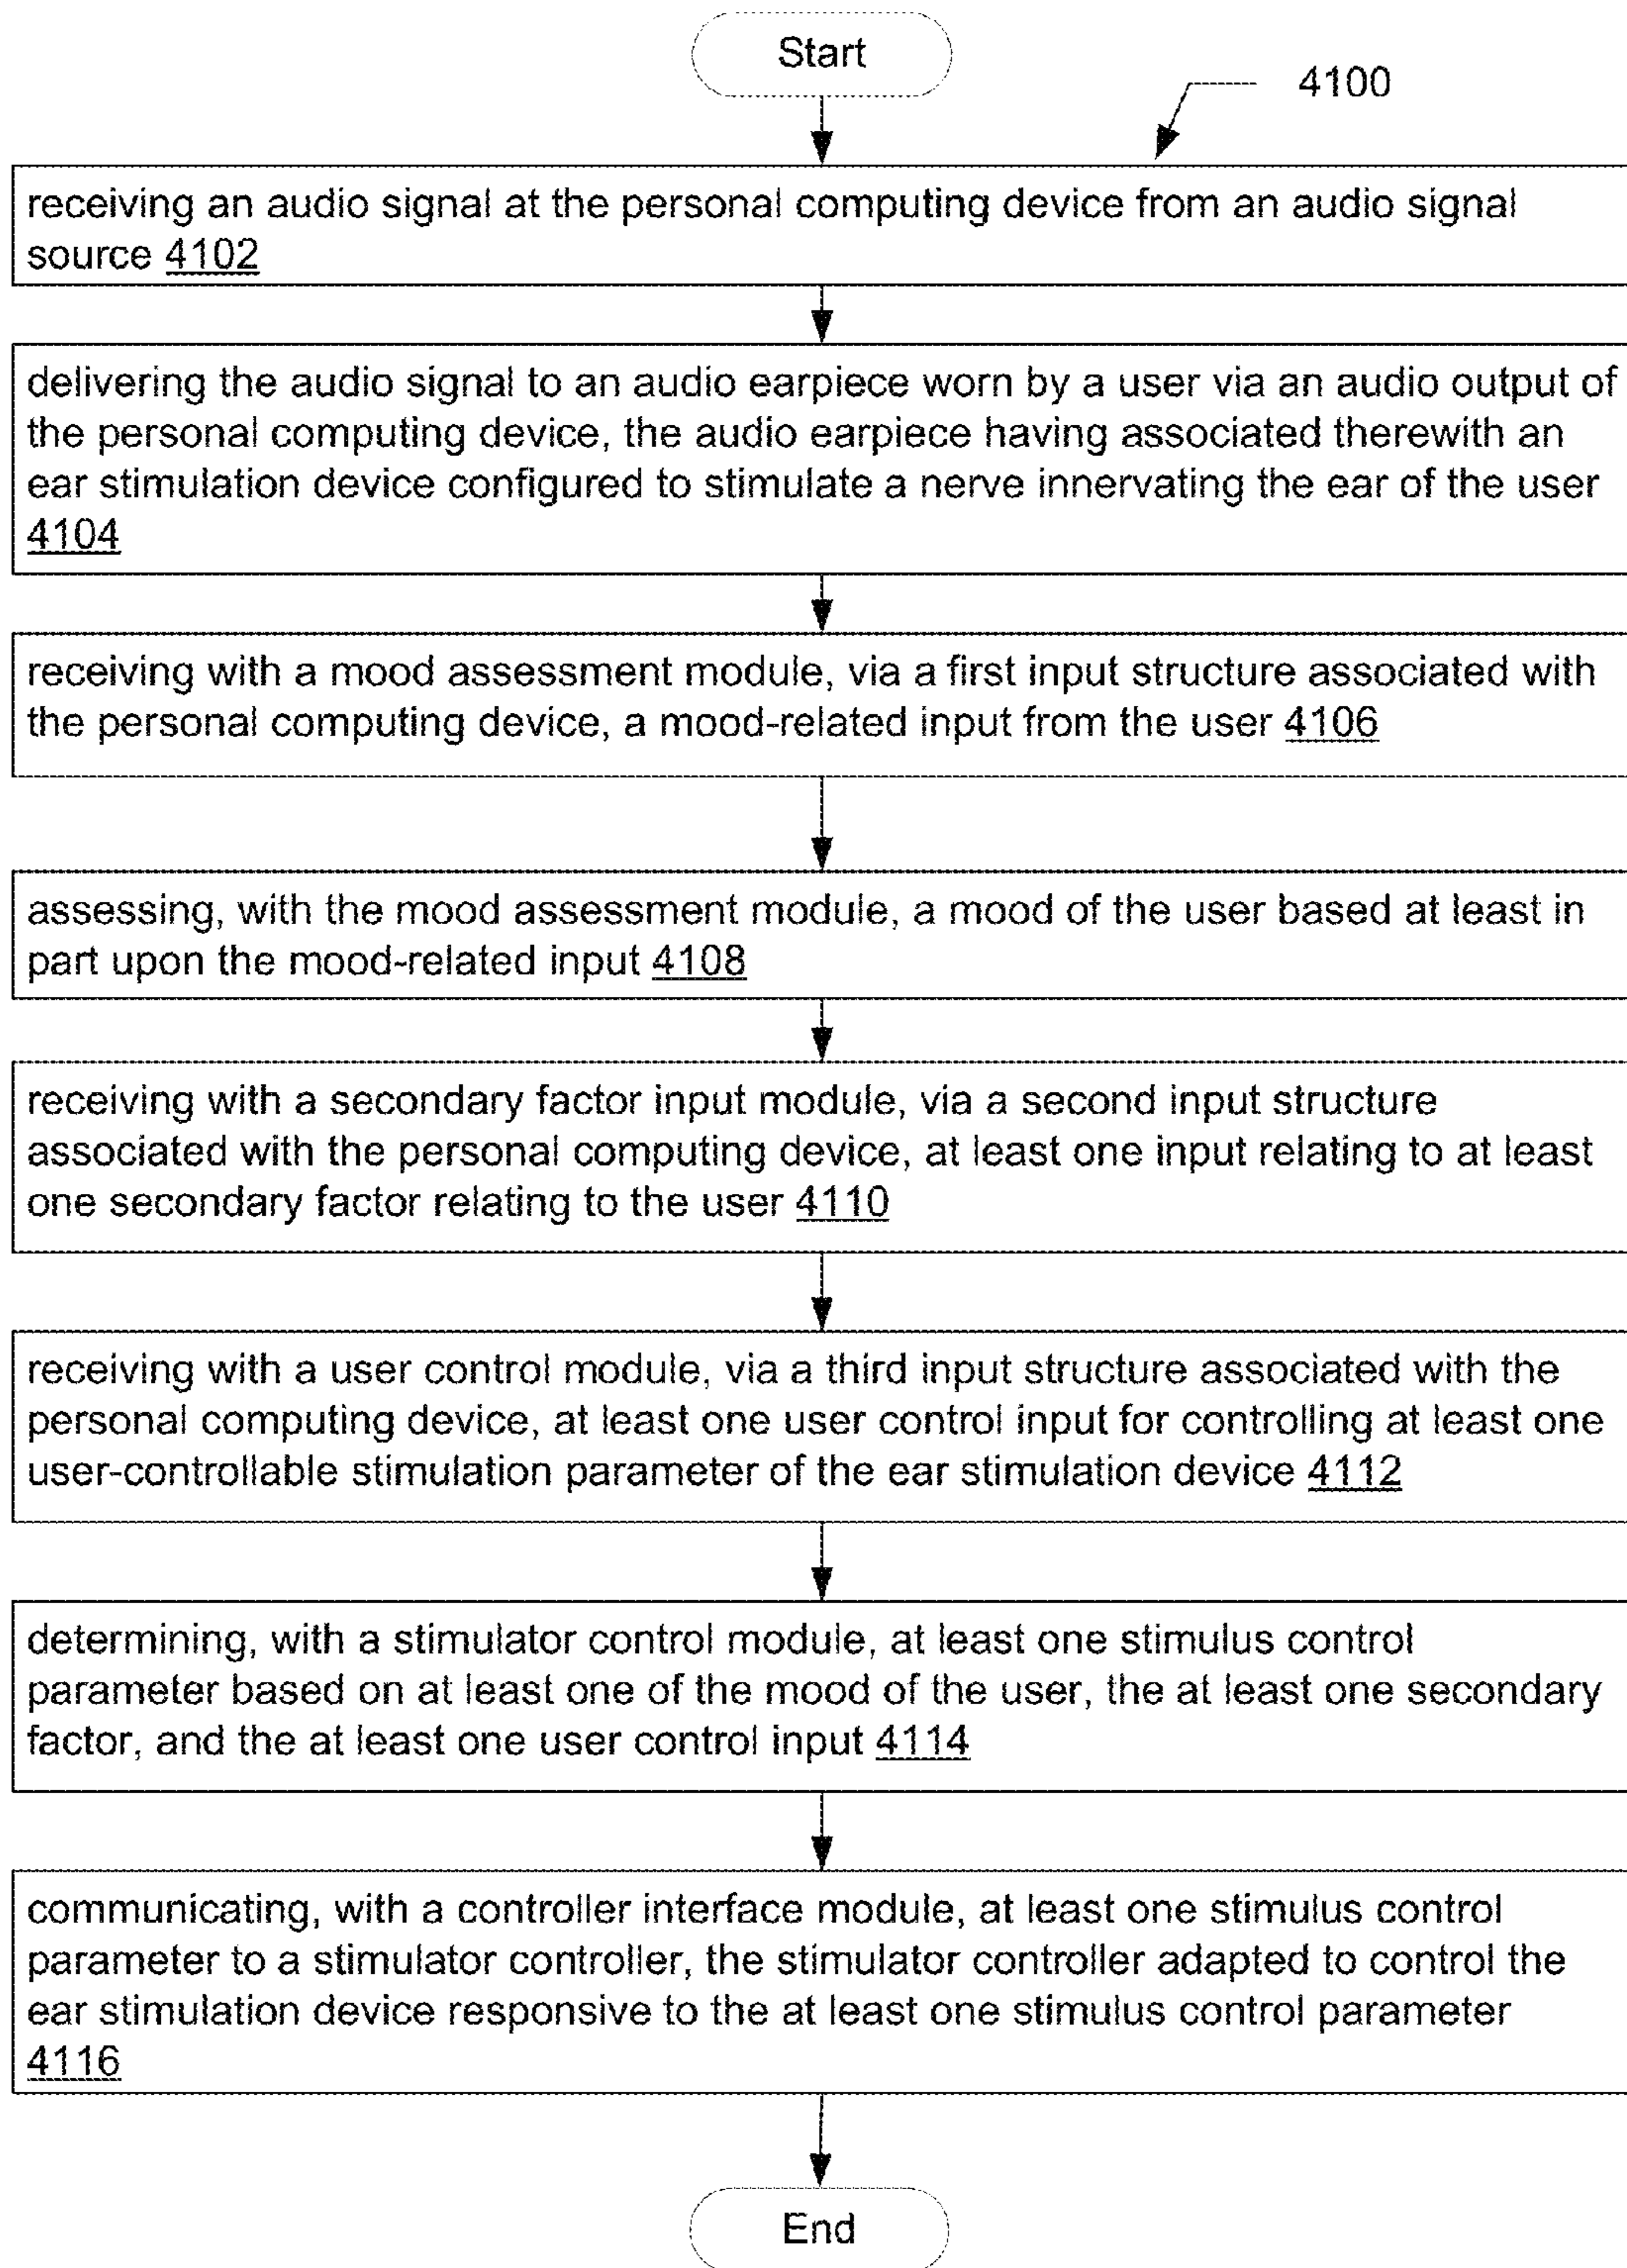 Start
4100
receiving an audio signal at the personal computing device from an audio signal
source 4102
delivering the audio signal to an audio earpiece worn by a user via an audio output of
the personal computing device, the audio earpiece having associated therewith an
ear stimulation device configured to stimulate a nerve innervating the ear of the user
4104
receiving with a mood assessment module, via a first input structure associated with
the personal computing device, a mood-related input from the user 4106
assessing, with the mood assessment module, a mood of the user based at least in
part upon the mood-related input 4108
receiving with a secondary factor input module, via a second input structure
associated with the personal computing device, at least one input relating to at least
one secondary factor relating to the user 4110
receiving with a user control module, via a third input structure associated with the
personal computing device, at least one user control input for controlling at least one
user-controllable stimulation parameter of the ear stimulation device 4112
determining, with a stimulator control module, at least one stimulus control
parameter based on at least one of the mood of the user, the at least one secondary
factor, and the at least one user control input 4114
communicating, with a controller interface module, at least one stimulus control
parameter to a stimulator controller, the stimulator controller adapted to control the
ear stimulation device responsive to the at least one stimulus control parameter
4116
End